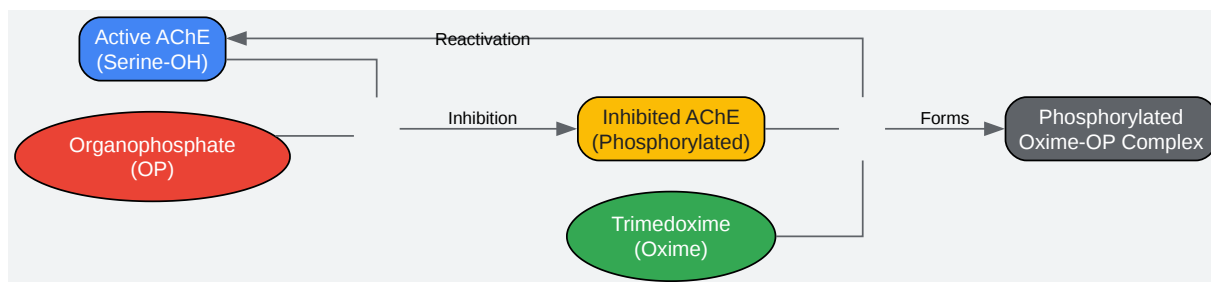 Active AChE
(Serine-OH)
Reactivation
Organophosphate
(OP)
Inhibition
Inhibited AChE
(Phosphorylated)
Forms
Phosphorylated
Oxime-OP Complex
Trimedoxime
(Oxime)